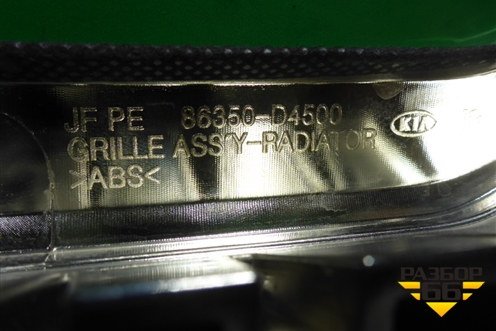 JF PE 86350-D4500
GRILLE ASS'Y-RADIATOR KIA
>ABS<
РАЗБОР
66